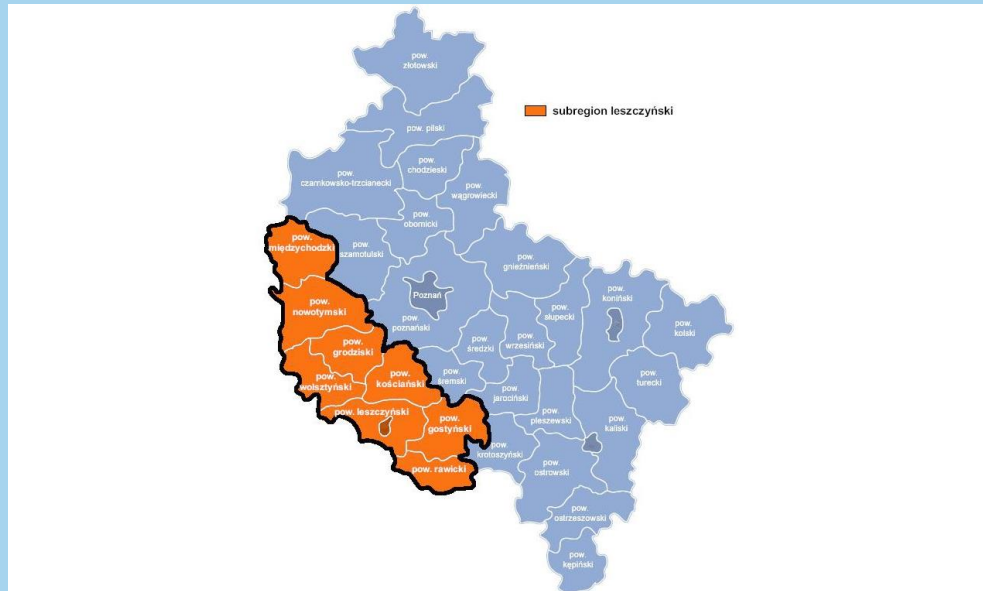 pow.
złotowski
subregion leszczyński
pow. pilski
pow.
chodzieski
pow.
czarnkowsko-trzcianecki
pow.
wągrowiecki
pow.
obornicki
pow.
międzychodzki
pow.
szamotulski
pow.
gnieźnieński
Poznań
pow.
koniński
pow.
nowotymski
pow.
poznański
pow.
słupecki
pow.
kolski
pow.
wrzesiński
pow.
średzki
pow.
grodziski
pow.
śremski
pow.
kościański
pow.
wolsztyński
pow.
turecki
pow.
jarociński
pow. leszczyński
pow.
pleszewski
pow.
kaliski
pow.
gostyński
pow.
krotoszyński
pow. rawicki
pow.
ostrowski
pow.
ostrzeszowski
pow.
kępiński